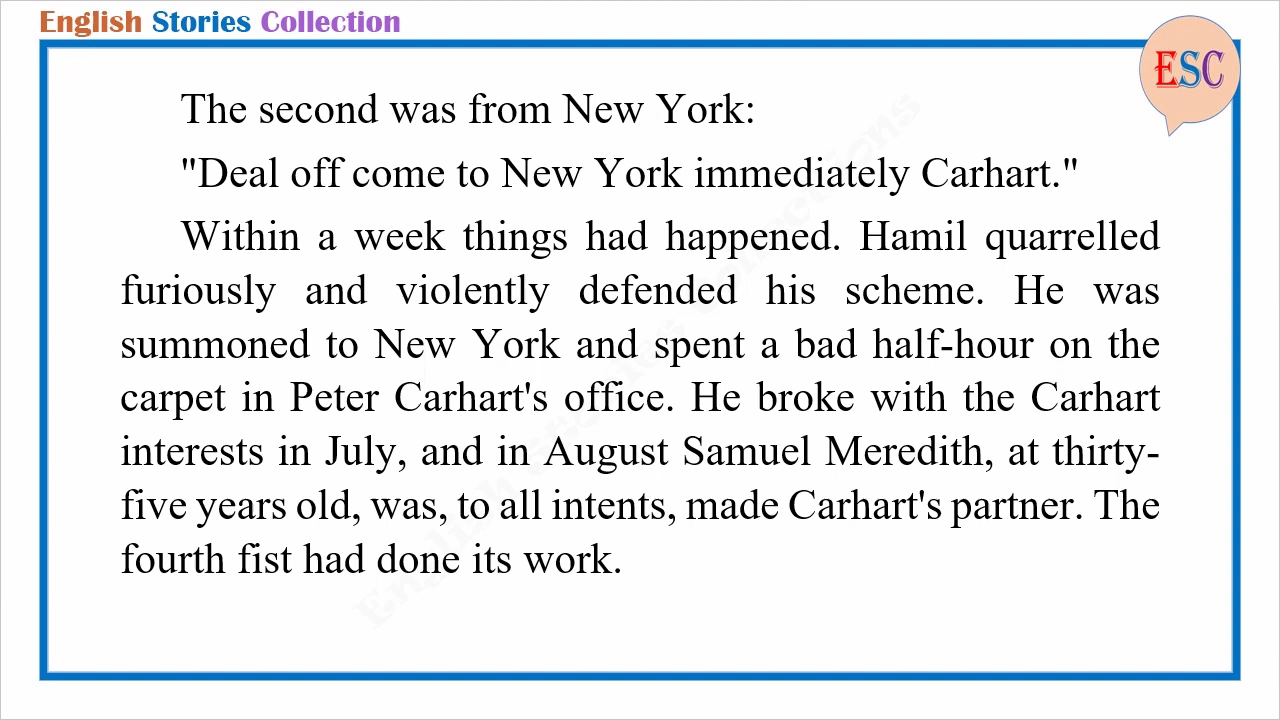 English Stories Collection
ESC
The second was from New York:
"Deal off come to New York immediately Carhart."
Within a week things had happened. Hamil quarrelled
furiously and violently defended his scheme. He was
summoned to New York and spent a bad half-hour on the
carpet in Peter Carhart's office. He broke with the Carhart
interests in July, and in August Samuel Meredith, at thirty-
five years old, was, to all intents, made Carhart's partner. The
fourth fist had done its work.
English Stories Collections